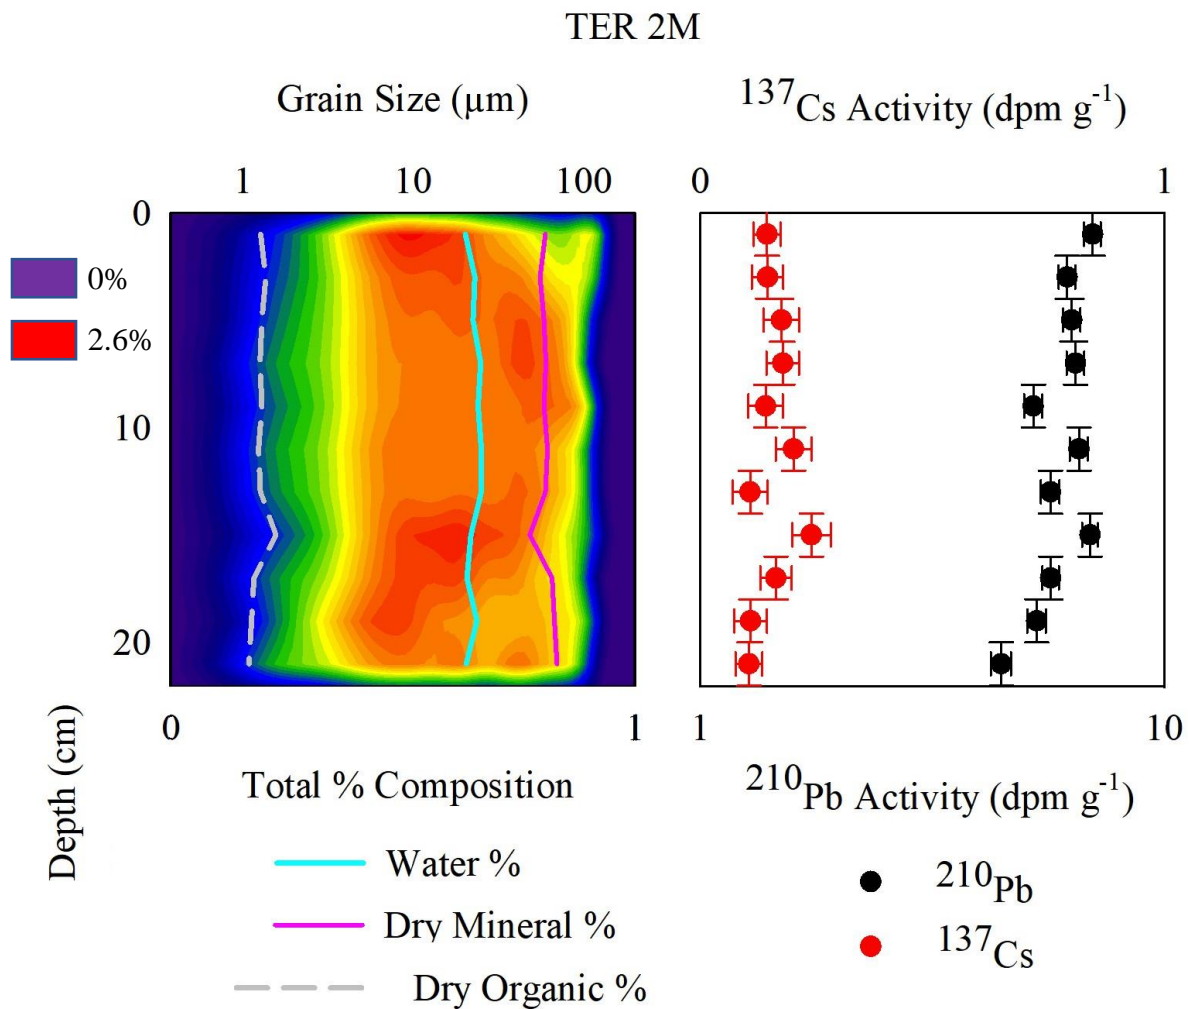 TER 2M
Grain Size (µm)
¹³⁷Cs Activity (dpm g⁻¹)
1 10 100
0 1
0
0%
2.6%
10
20
0 1
1 10
Depth (cm)
Total % Composition
²¹⁰Pb Activity (dpm g⁻¹)
Water %
Dry Mineral %
Dry Organic %
²¹⁰Pb
¹³⁷Cs